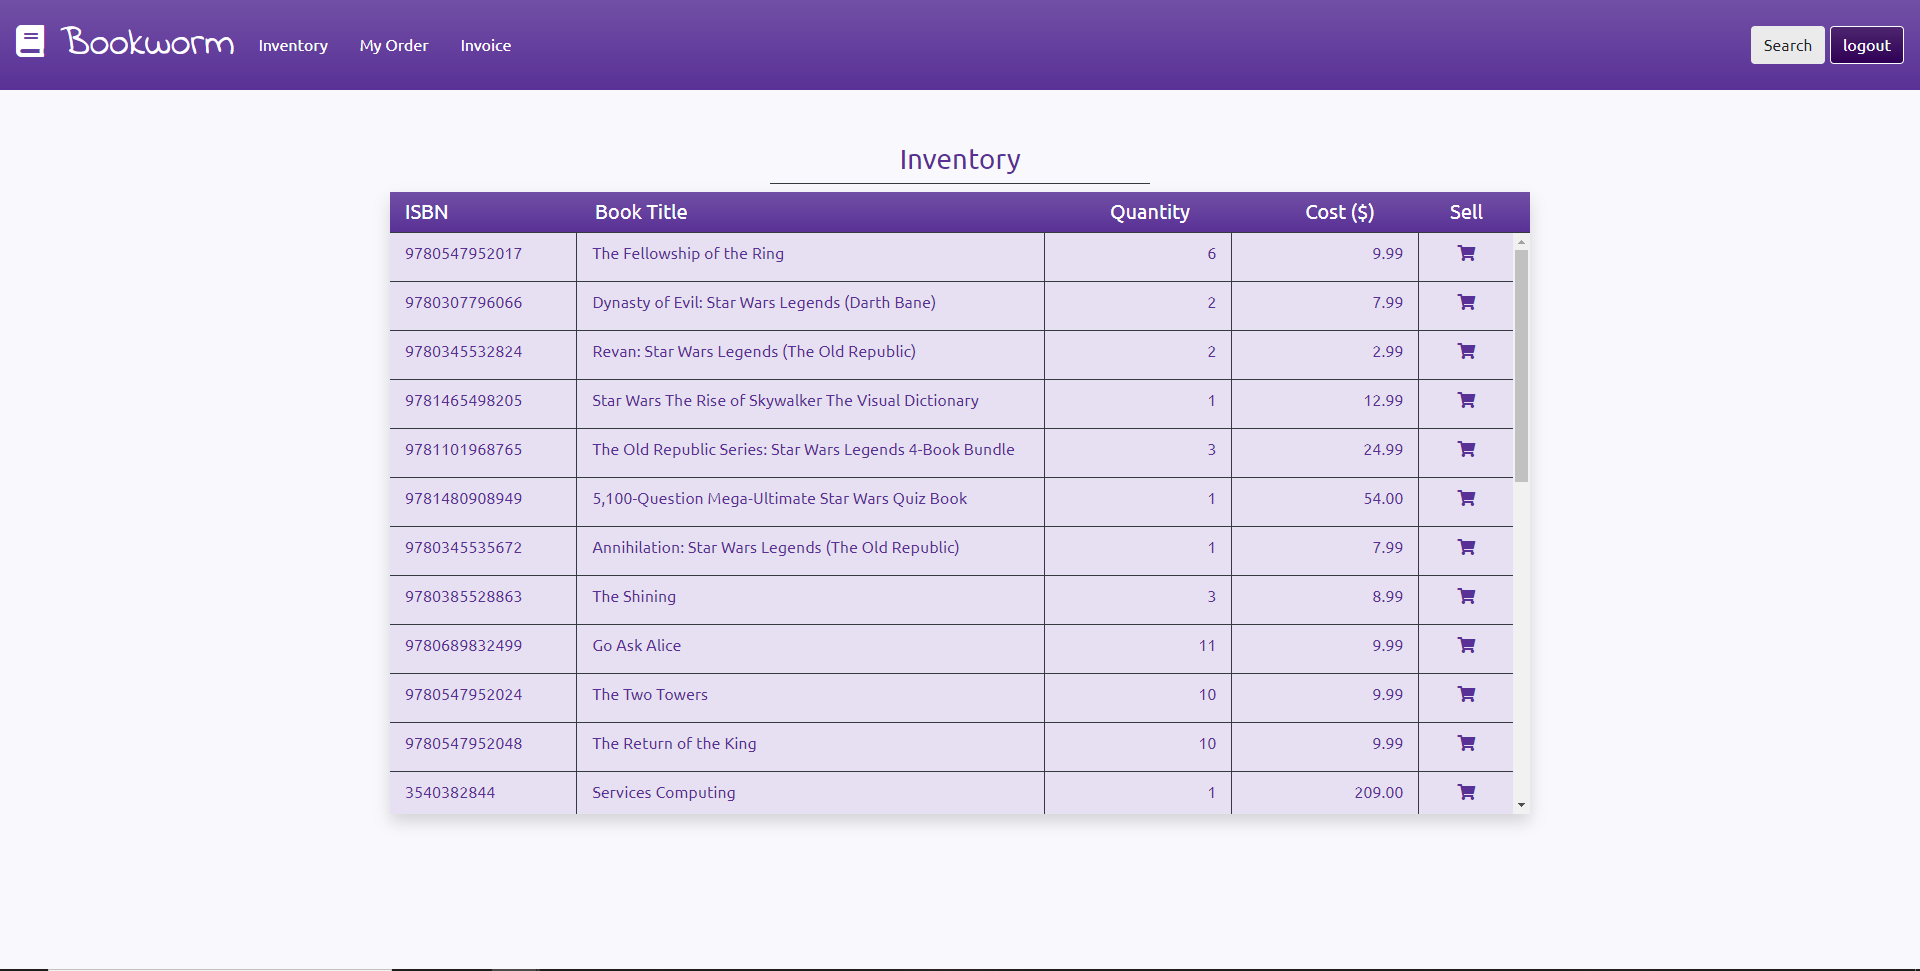 Bookworm Inventory My Order Invoice Search logout
Inventory
ISBN Book Title Quantity Cost ($) Sell
9780547952017 The Fellowship of the Ring 6 9.99
9780307796066 Dynasty of Evil: Star Wars Legends (Darth Bane) 2 7.99
9780345532824 Revan: Star Wars Legends (The Old Republic) 2 2.99
9781465498205 Star Wars The Rise of Skywalker The Visual Dictionary 1 12.99
9781101968765 The Old Republic Series: Star Wars Legends 4-Book Bundle 3 24.99
9781480908949 5,100-Question Mega-Ultimate Star Wars Quiz Book 1 54.00
9780345535672 Annihilation: Star Wars Legends (The Old Republic) 1 7.99
9780385528863 The Shining 3 8.99
9780689832499 Go Ask Alice 11 9.99
9780547952024 The Two Towers 10 9.99
9780547952048 The Return of the King 10 9.99
3540382844 Services Computing 1 209.00